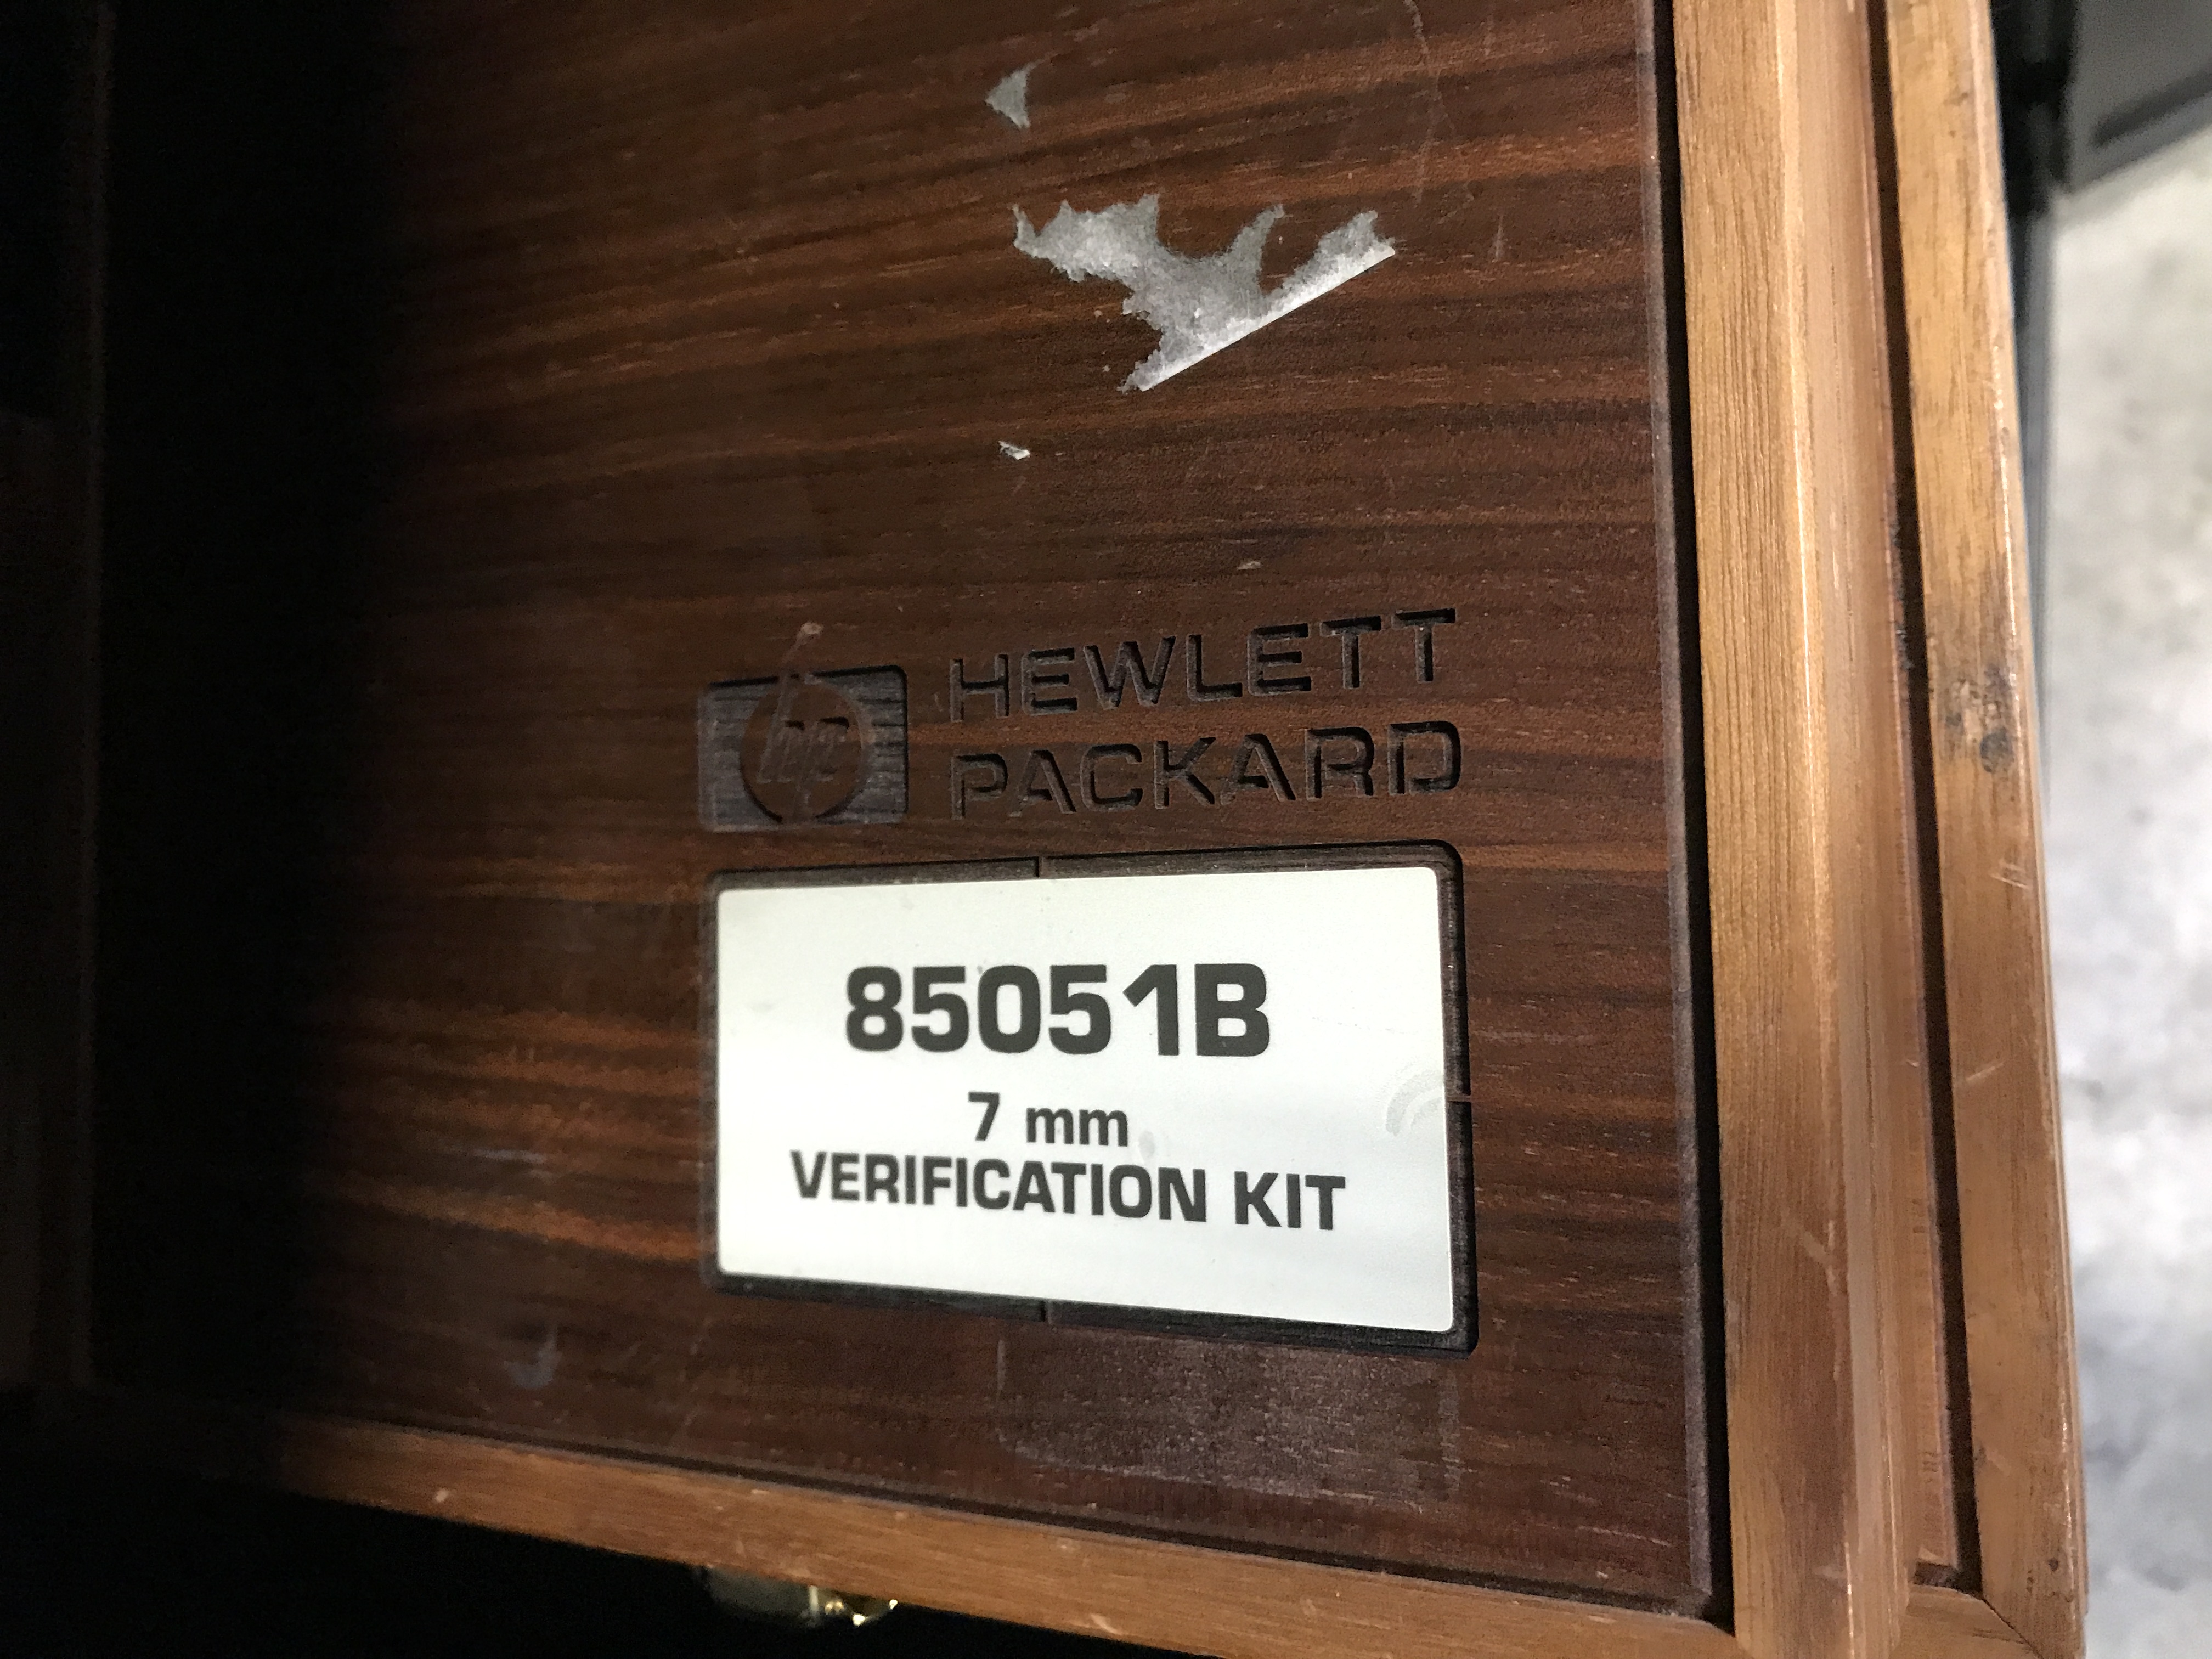 hp
HEWLETT
PACKARD
85051B
7 mm
VERIFICATION KIT